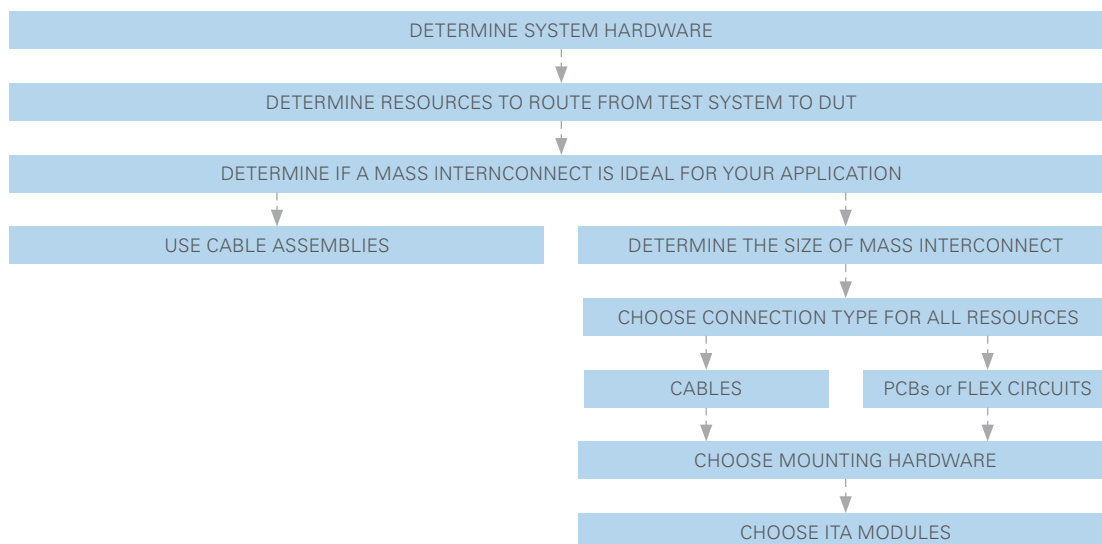 DETERMINE SYSTEM HARDWARE
DETERMINE RESOURCES TO ROUTE FROM TEST SYSTEM TO DUT
DETERMINE IF A MASS INTERNCONNECT IS IDEAL FOR YOUR APPLICATION
USE CABLE ASSEMBLIES
DETERMINE THE SIZE OF MASS INTERCONNECT
CHOOSE CONNECTION TYPE FOR ALL RESOURCES
CABLES
PCBs or FLEX CIRCUITS
CHOOSE MOUNTING HARDWARE
CHOOSE ITA MODULES